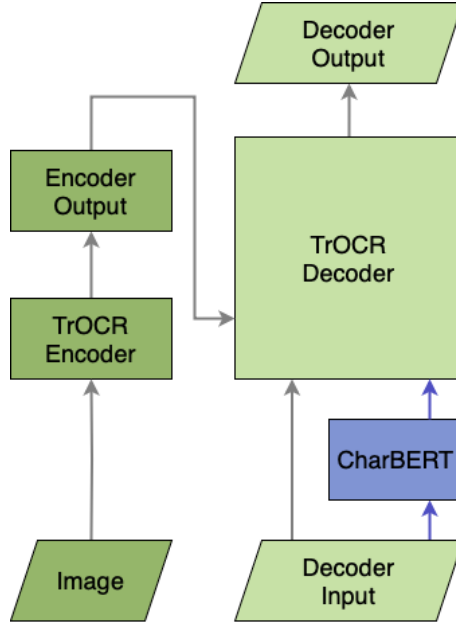 Decoder
Output
Encoder
Output
TrOCR
Decoder
TrOCR
Encoder
CharBERT
Image
Decoder
Input